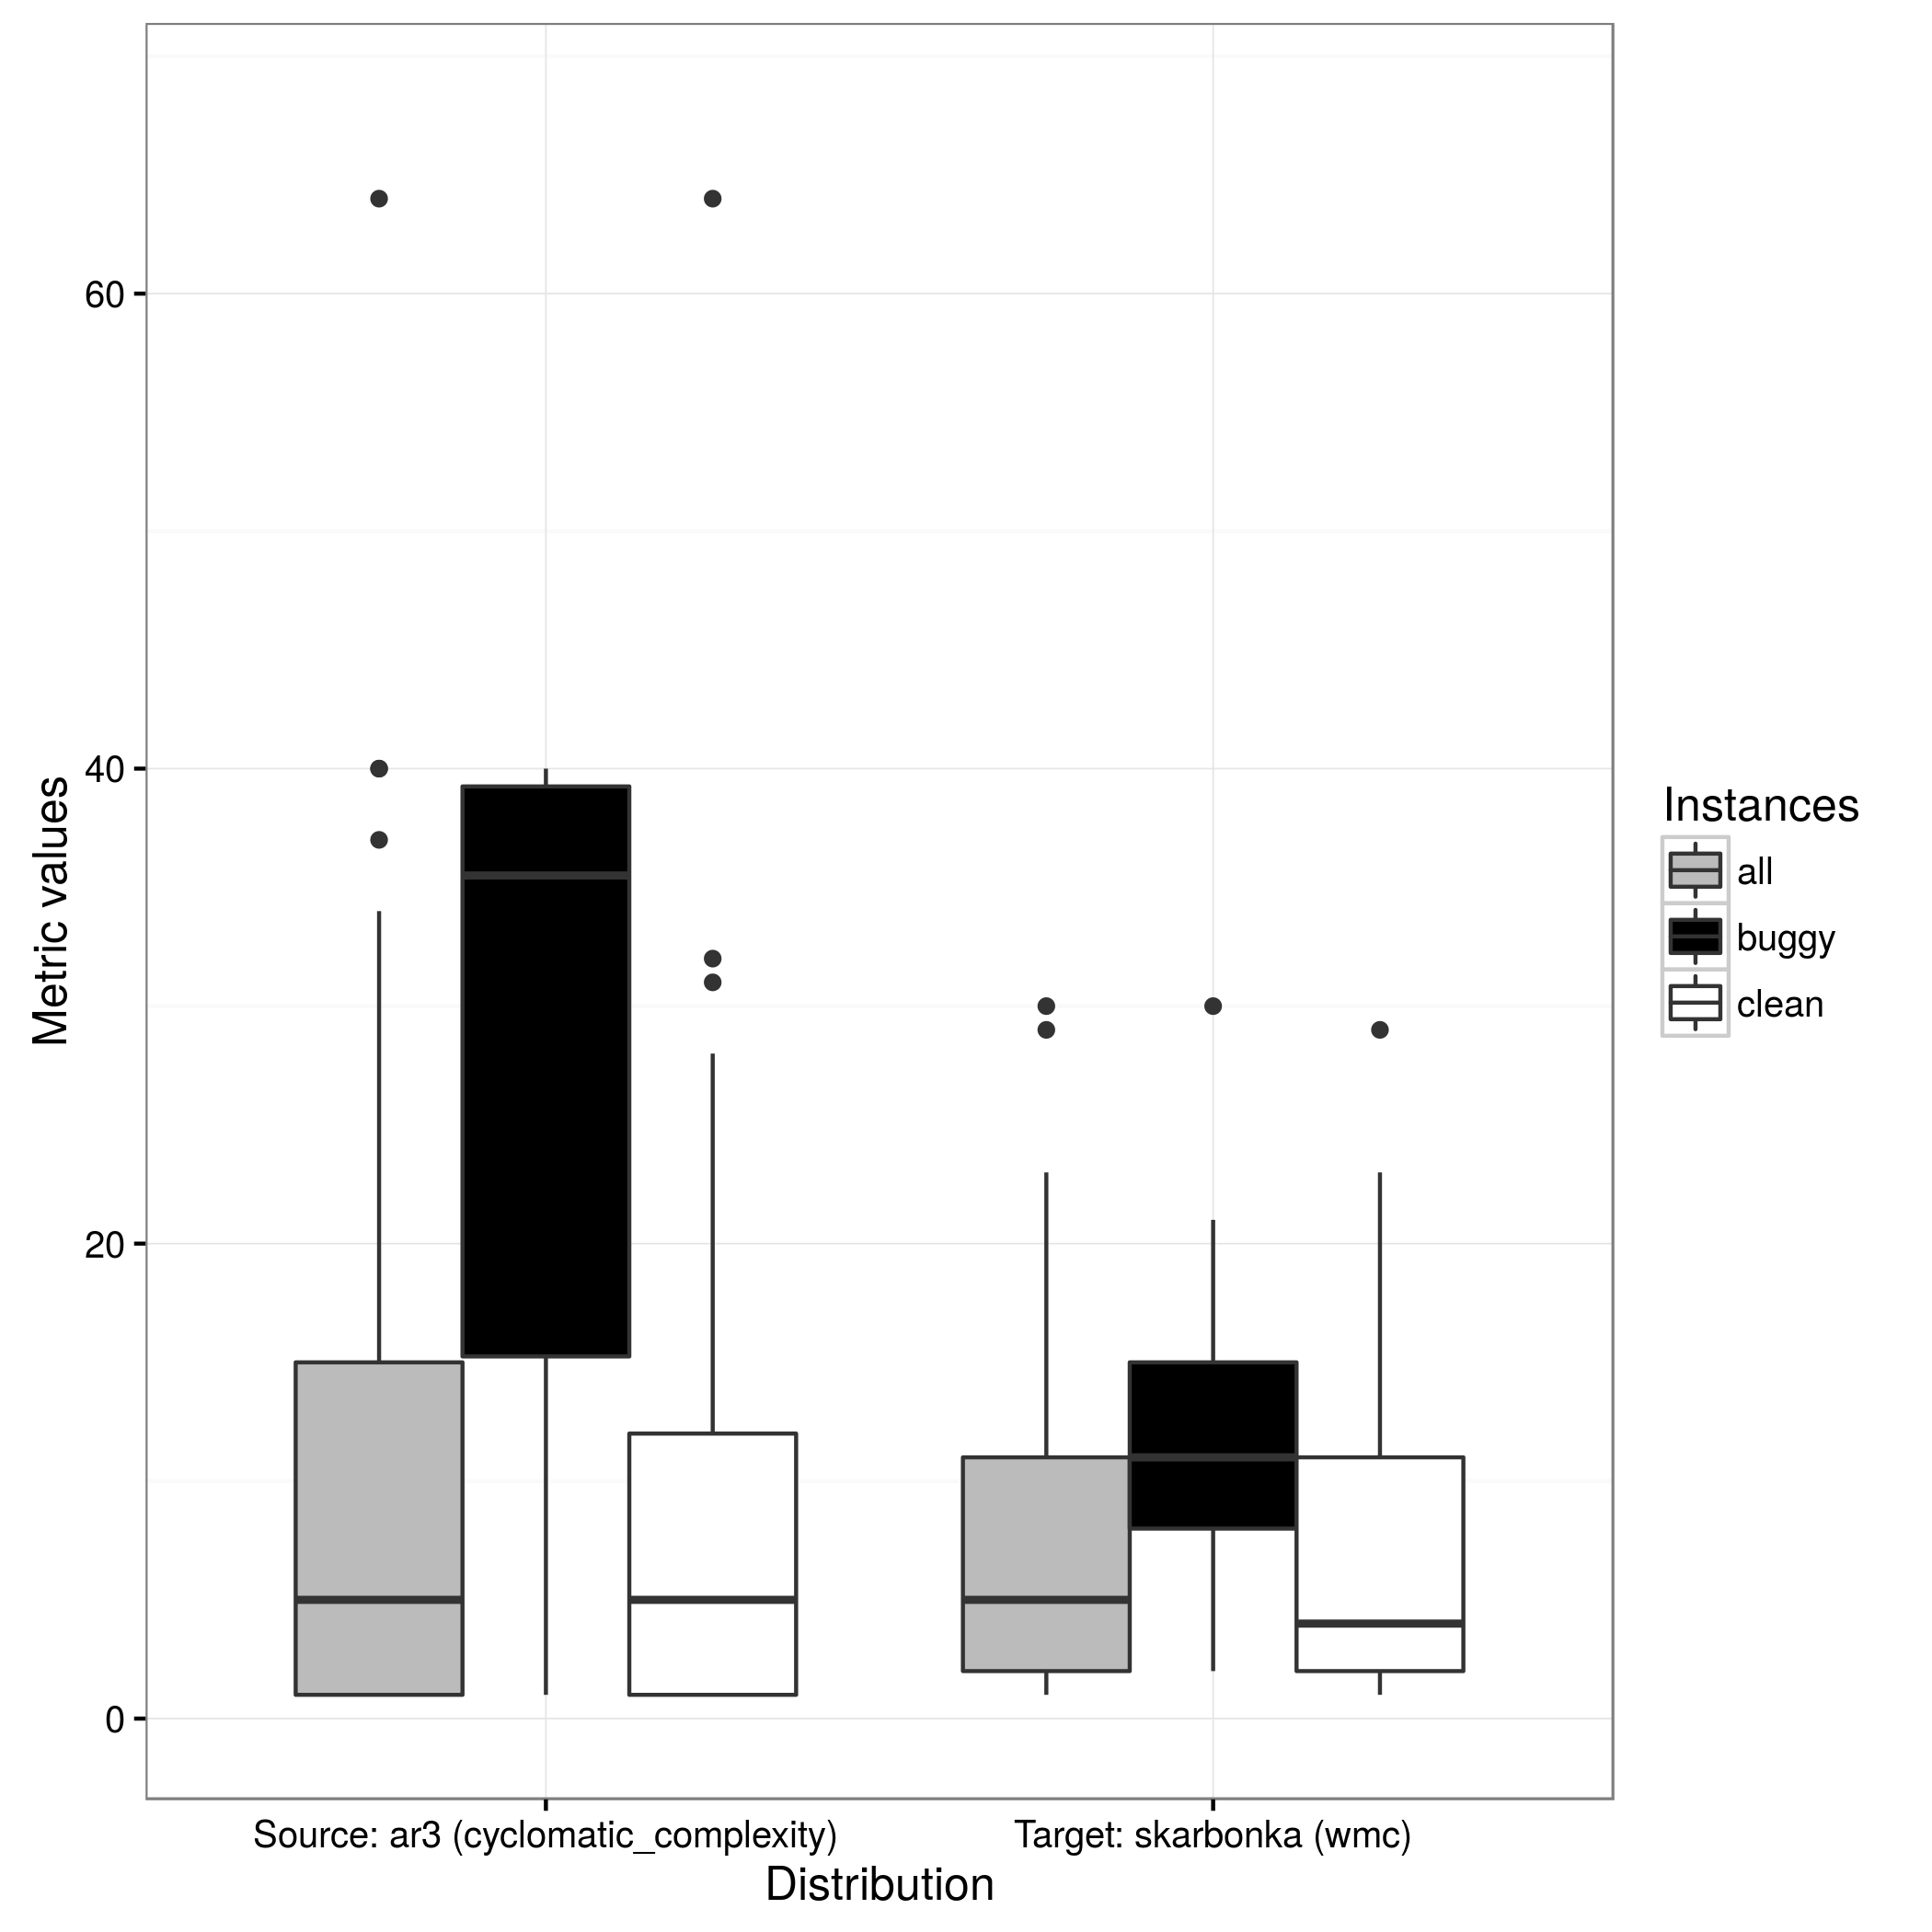 60
40
20
0
Metric values
Source: ar3 (cyclomatic_complexity)
Target: skarbonka (wmc)
Distribution
Instances
all
buggy
clean